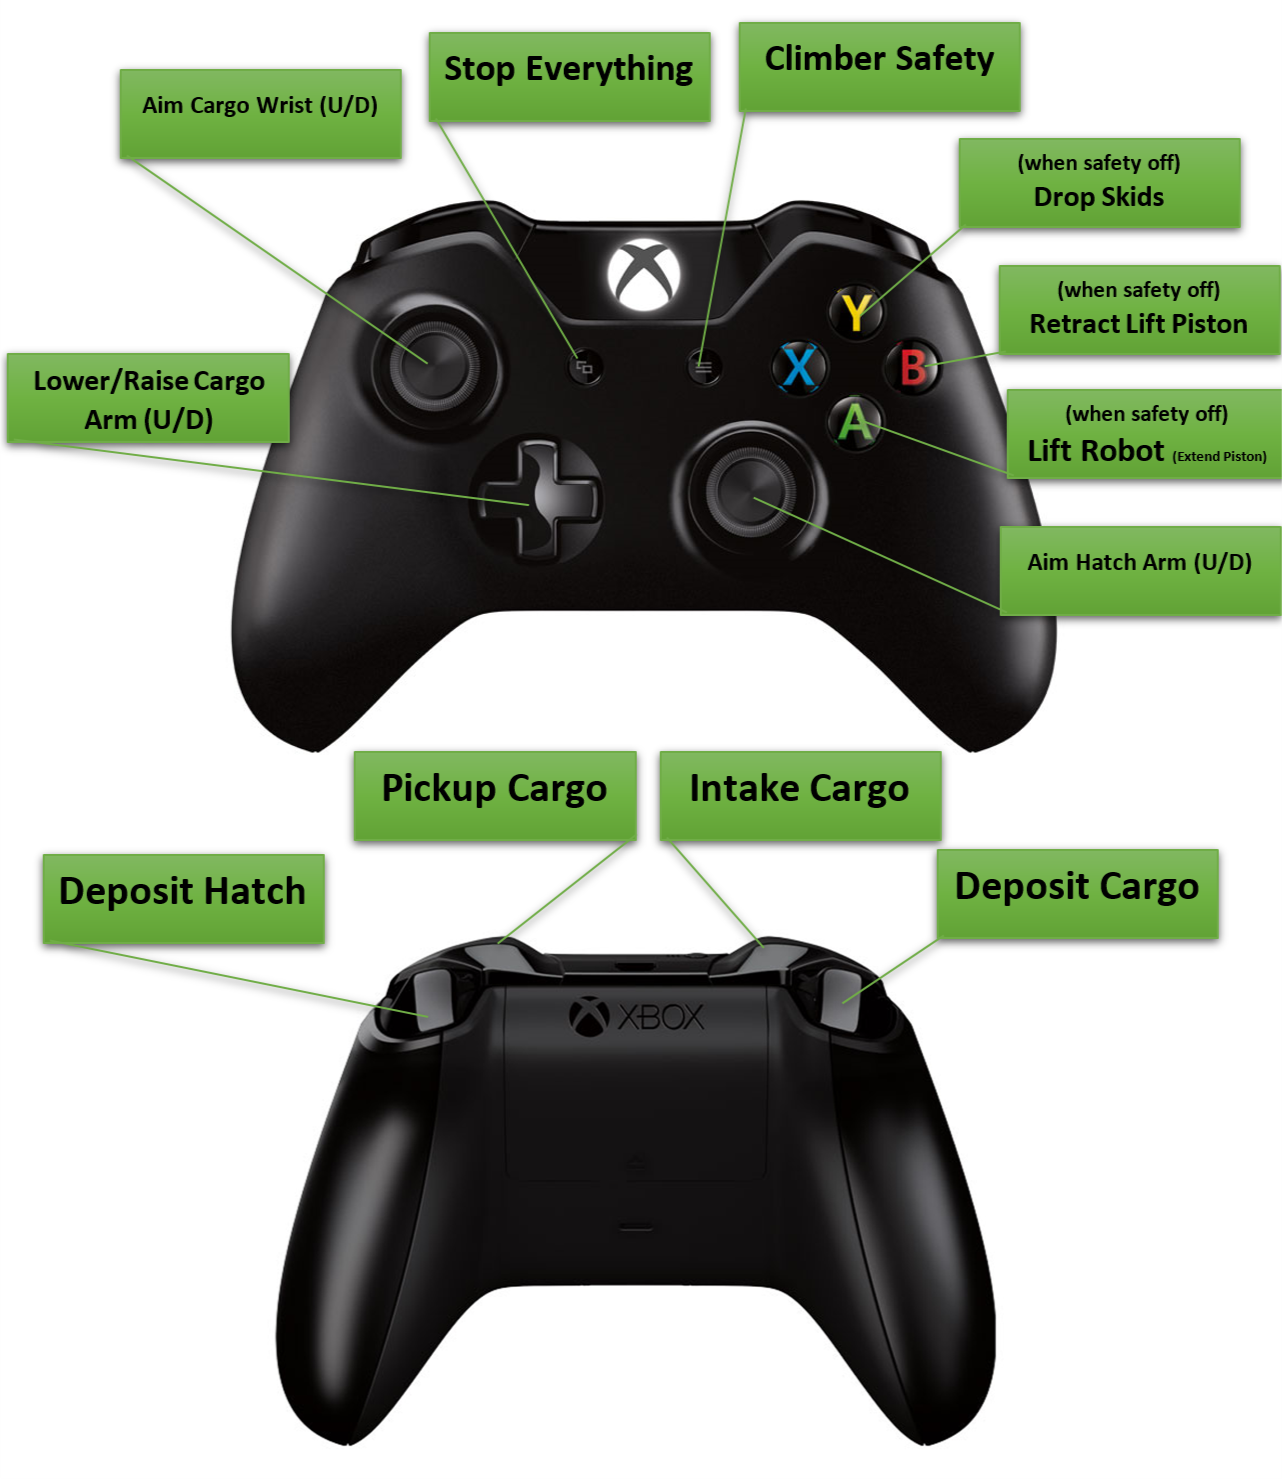 Stop Everything
Climber Safety
Aim Cargo Wrist (U/D)
(when safety off)
Drop Skids
(when safety off)
Retract Lift Piston
Y
X
B
A
Lower/Raise Cargo
Arm (U/D)
(when safety off)
Lift Robot (Extend Piston)
Aim Hatch Arm (U/D)
Pickup Cargo
Intake Cargo
Deposit Hatch
Deposit Cargo
XBOX